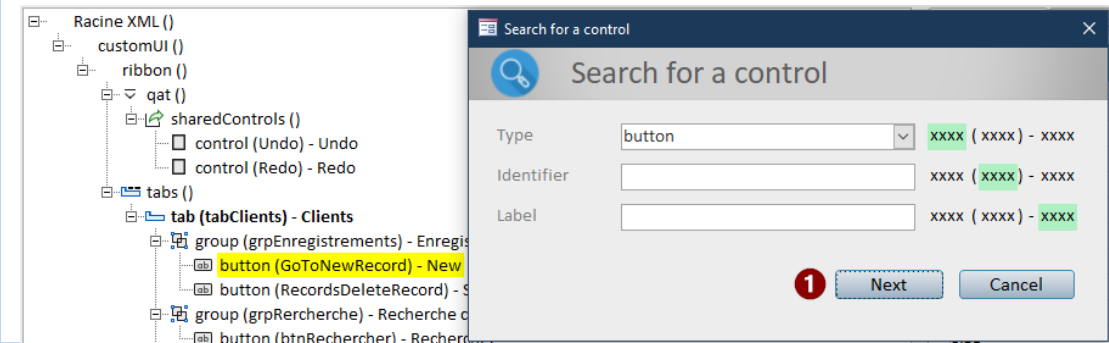 Racine XML ()
customUI ()
ribbon ()
qat ()
sharedControls ()
control (Undo) - Undo
control (Redo) - Redo
tabs ()
tab (tabClients) - Clients
group (grpEnregistrements) - Enregis
button (GoToNewRecord) - New
button (RecordsDeleteRecord) - S
group (grpRercherche) - Recherche
button (btnRechercher) -
Search for a control
Search for a control
Type button xxxx ( xxxx ) - xxxx
Identifier xxxx ( xxxx ) - xxxx
Label xxxx ( xxxx ) - xxxx
1 Next Cancel